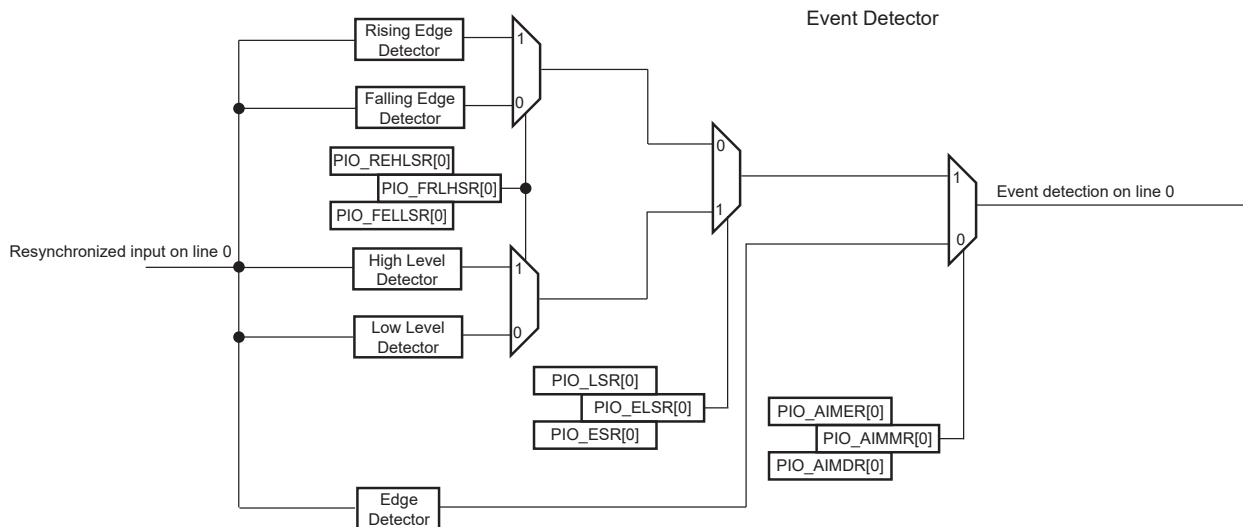 Event Detector
Rising Edge
Detector
1
Falling Edge
Detector
0
PIO_REHLSR[0]
PIO_FRLHSR[0]
PIO_FELLSR[0]
0
1
1
Event detection on line 0
0
Resynchronized input on line 0
High Level
Detector
1
Low Level
Detector
0
PIO_LSR[0]
PIO_ELSR[0]
PIO_ESR[0]
PIO_AIMER[0]
PIO_AIMMR[0]
PIO_AIMDR[0]
Edge
Detector